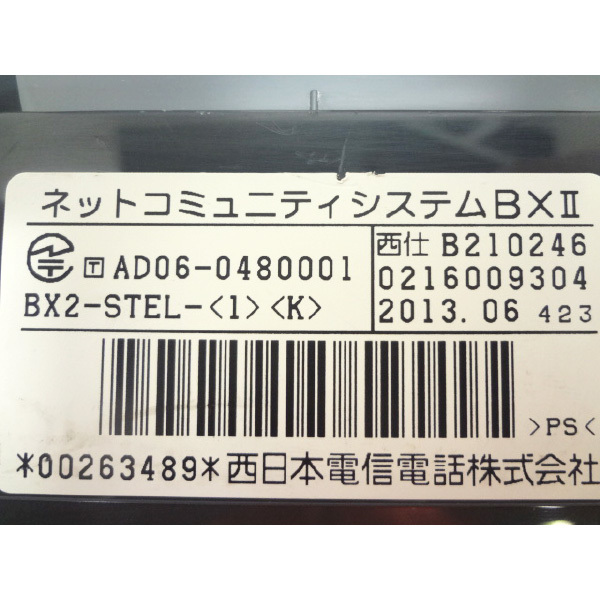 ネットコミュニティシステムBXⅡ
T AD06-0480001
BX2-STEL-<1><K>
西仕 B210246
0216009304
2013.06 423
>PS<
*00263489*西日本電信電話株式会社